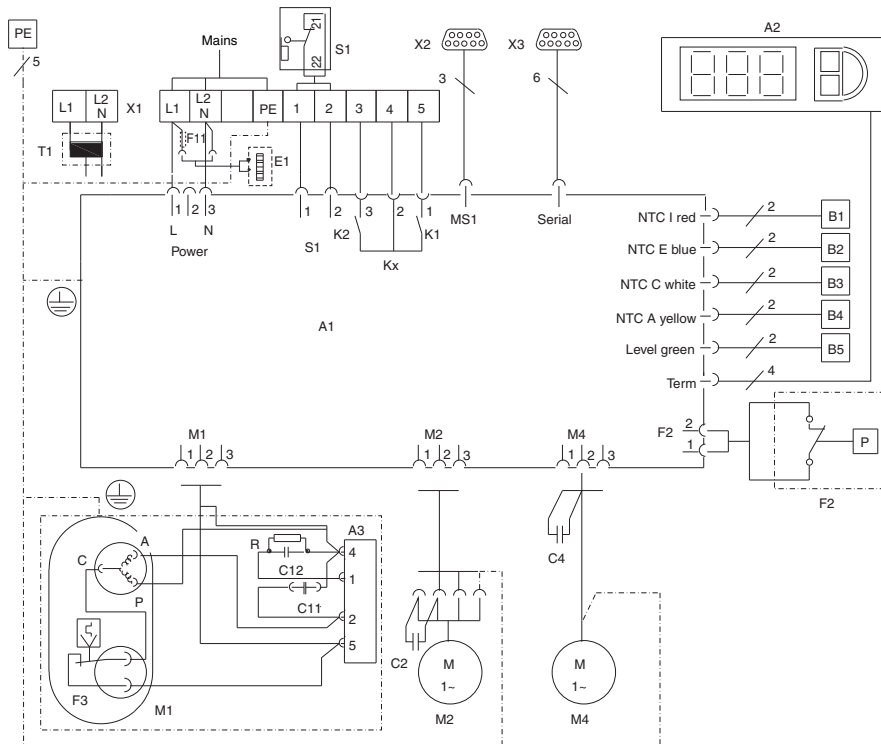 PE
5
Mains
21
22
S1
X2
X3
A2
3
6
L1
L2
N
X1
L1
L2
N
PE
1
2
3
4
5
T1
F11
E1
1
2
3
L
N
Power
1
2
S1
3
2
1
K2
K1
Kx
MS1
Serial
NTC I red
2
B1
NTC E blue
2
B2
NTC C white
2
B3
NTC A yellow
2
B4
Level green
2
B5
Term
4
A1
F2
2
1
P
F2
M1
1
2
3
M2
1
2
3
M4
1
2
3
A
C
P
R
C12
C11
A3
4
1
2
5
F3
M1
C2
M
1~
M2
C4
M
1~
M4